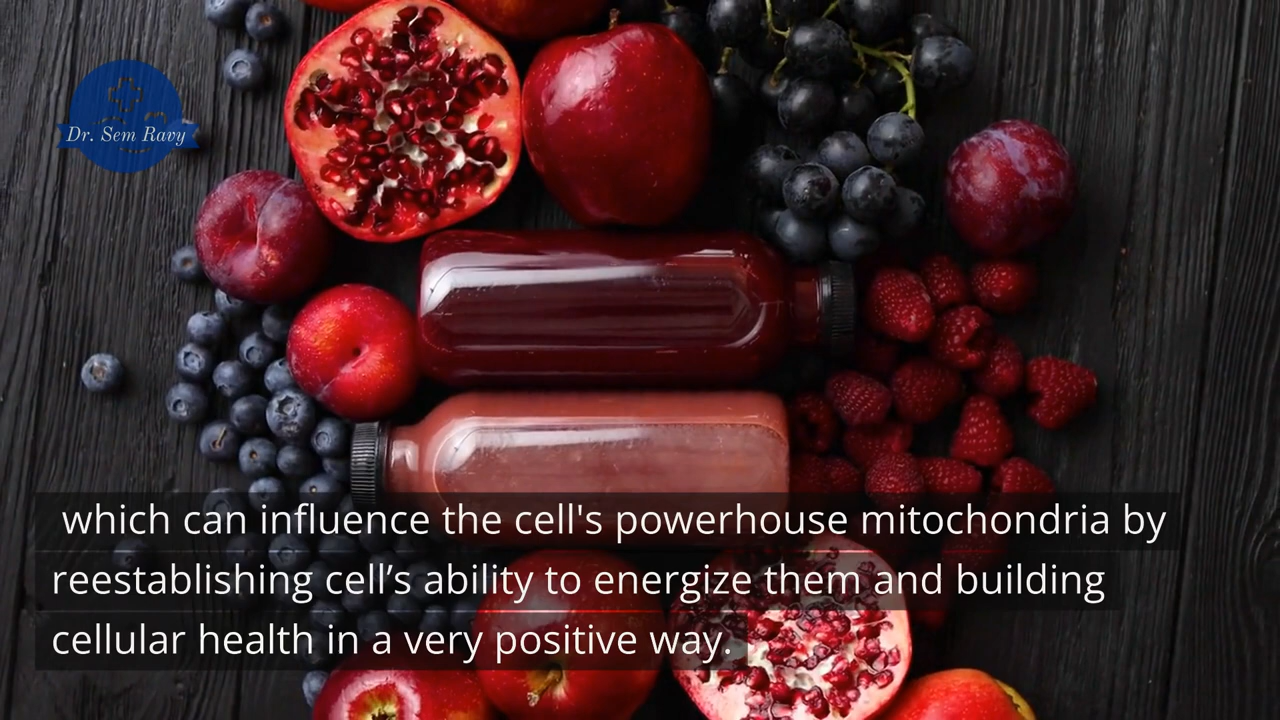 Dr. Sem Ravy
which can influence the cell's powerhouse mitochondria by
reestablishing cell’s ability to energize them and building
cellular health in a very positive way.